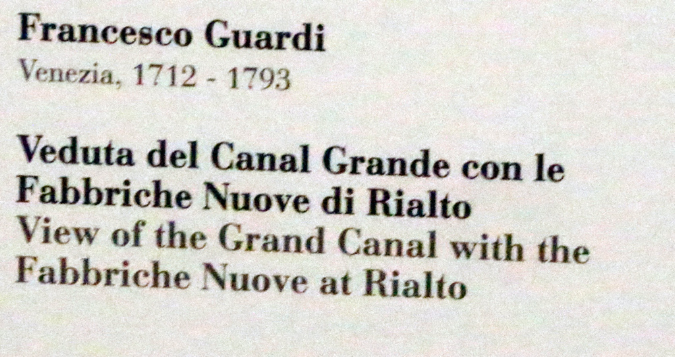 Francesco Guardi
Venezia, 1712 - 1793
Veduta del Canal Grande con le
Fabbriche Nuove di Rialto
View of the Grand Canal with the
Fabbriche Nuove at Rialto